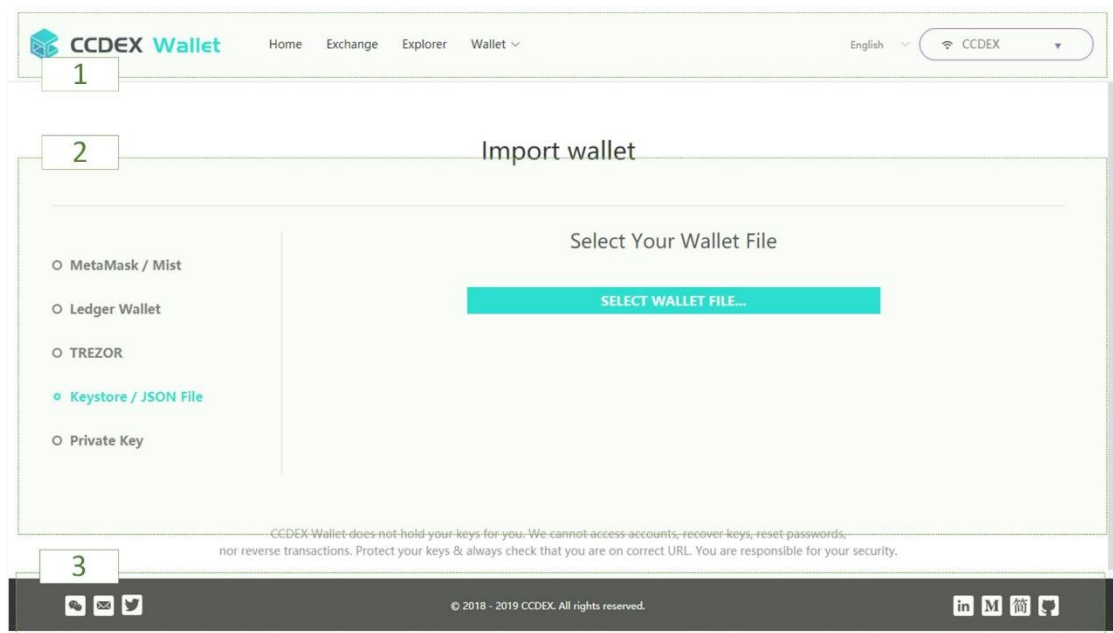 CCDEX Wallet Home Exchange Explorer Wallet English CCDEX
1
2
Import wallet
Select Your Wallet File
MetaMask / Mist
Ledger Wallet
SELECT WALLET FILE...
TREZOR
Keystore / JSON File
Private Key
CCDEX Wallet does not hold your keys for you. We cannot access accounts, recover keys, reset passwords,
nor reverse transactions. Protect your keys & always check that you are on correct URL. You are responsible for your security.
3
© 2018 - 2019 CCDEX. All rights reserved.
in M 简